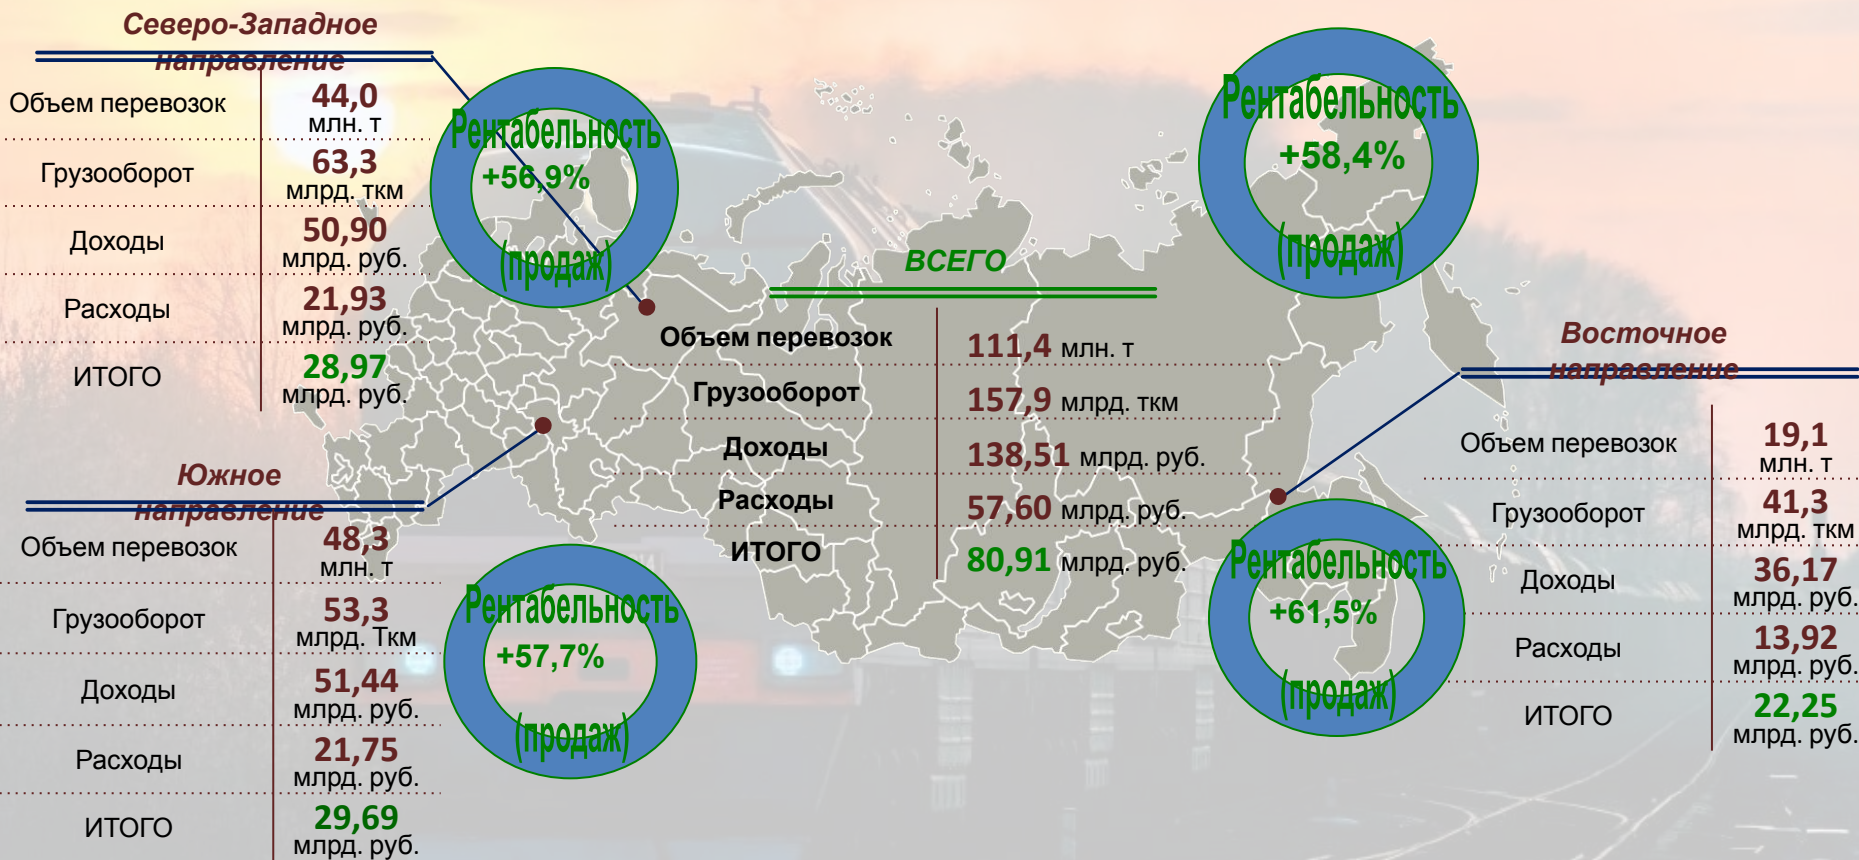 Северо-Западное
направление
Объем перевозок
44,0
млн. т
Грузооборот
63,3
млрд. ткм
Доходы
50,90
млрд. руб.
Расходы
21,93
млрд. руб.
ИТОГО
28,97
млрд. руб.
Рентабельность
+56,9%
(продаж)
Южное
направление
Объем перевозок
48,3
млн. т
Грузооборот
53,3
млрд. Ткм
Доходы
51,44
млрд. руб.
Расходы
21,75
млрд. руб.
ИТОГО
29,69
млрд. руб.
Рентабельность
+57,7%
(продаж)
ВСЕГО
Объем перевозок
111,4 млн. т
Грузооборот
157,9 млрд. ткм
Доходы
138,51 млрд. руб.
Расходы
57,60 млрд. руб.
ИТОГО
80,91 млрд. руб.
Рентабельность
+58,4%
(продаж)
Восточное
направление
Объем перевозок
19,1
млн. т
Грузооборот
41,3
млрд. ткм
Доходы
36,17
млрд. руб.
Расходы
13,92
млрд. руб.
ИТОГО
22,25
млрд. руб.
Рентабельность
+61,5%
(продаж)